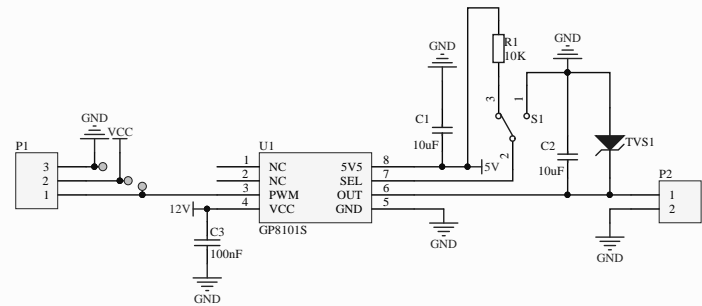 GND
R1
10K
GND
3
1
S1
2
C1
10uF
C2
10uF
TVS1
GND
VCC
P1
3
2
1
U1
1 NC 5V5 8
2 NC SEL 7
3 PWM OUT 6
4 VCC GND 5
GP8101S
5V
12V
C3
100nF
GND
GND
P2
1
2
GND